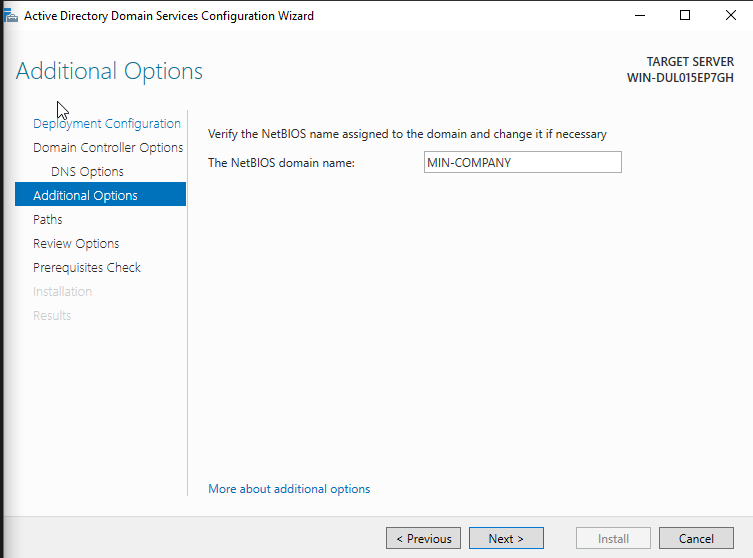 Active Directory Domain Services Configuration Wizard
Additional Options
TARGET SERVER
WIN-DUL015EP7GH
Deployment Configuration
Domain Controller Options
DNS Options
Additional Options
Paths
Review Options
Prerequisites Check
Installation
Results
Verify the NetBIOS name assigned to the domain and change it if necessary
The NetBIOS domain name: MIN-COMPANY
More about additional options
< Previous Next > Install Cancel